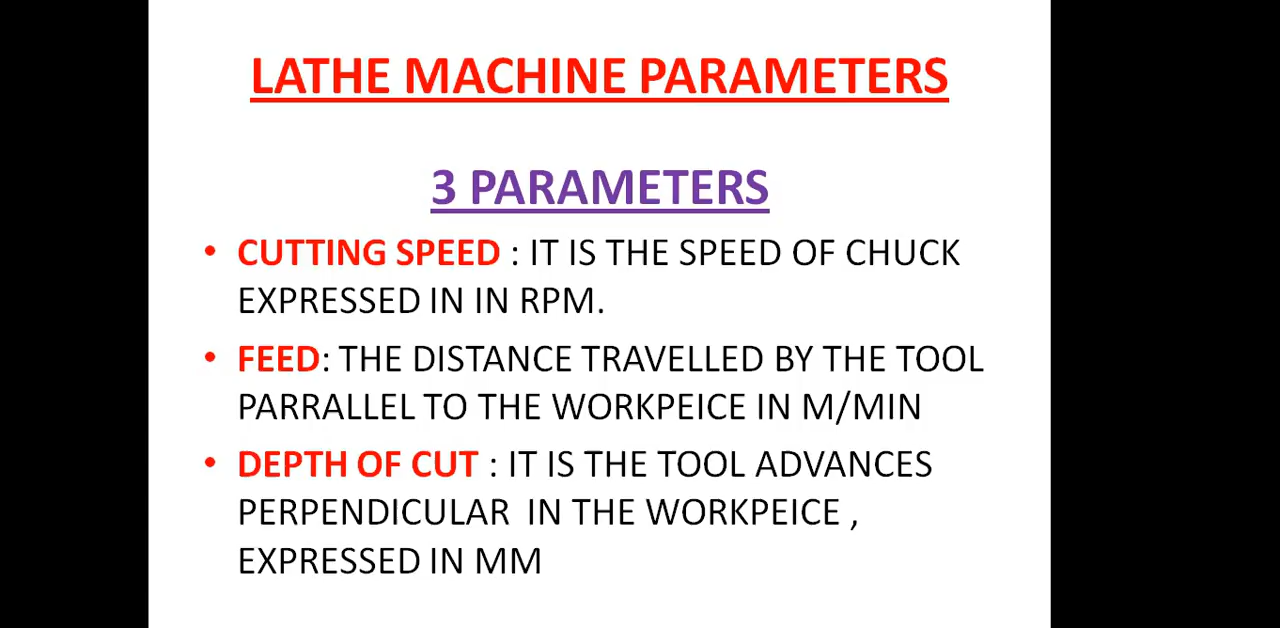 LATHE MACHINE PARAMETERS
3 PARAMETERS
• CUTTING SPEED : IT IS THE SPEED OF CHUCK
EXPRESSED IN IN RPM.
• FEED: THE DISTANCE TRAVELLED BY THE TOOL
PARRALLEL TO THE WORKPEICE IN M/MIN
• DEPTH OF CUT : IT IS THE TOOL ADVANCES
PERPENDICULAR IN THE WORKPEICE ,
EXPRESSED IN MM